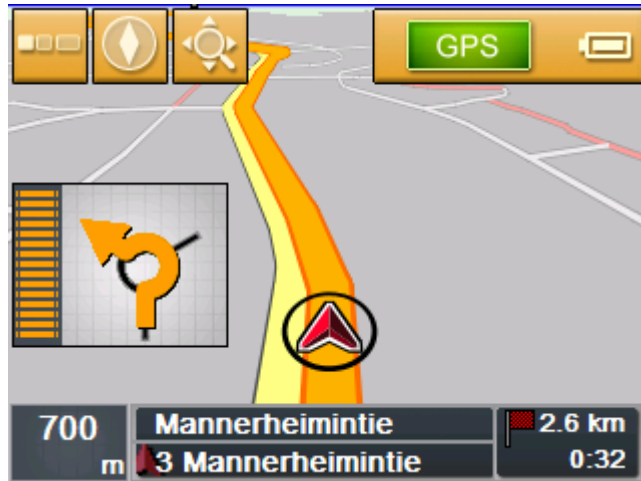 GPS
700 m
Mannerheimintie
3 Mannerheimintie
2.6 km
0:32